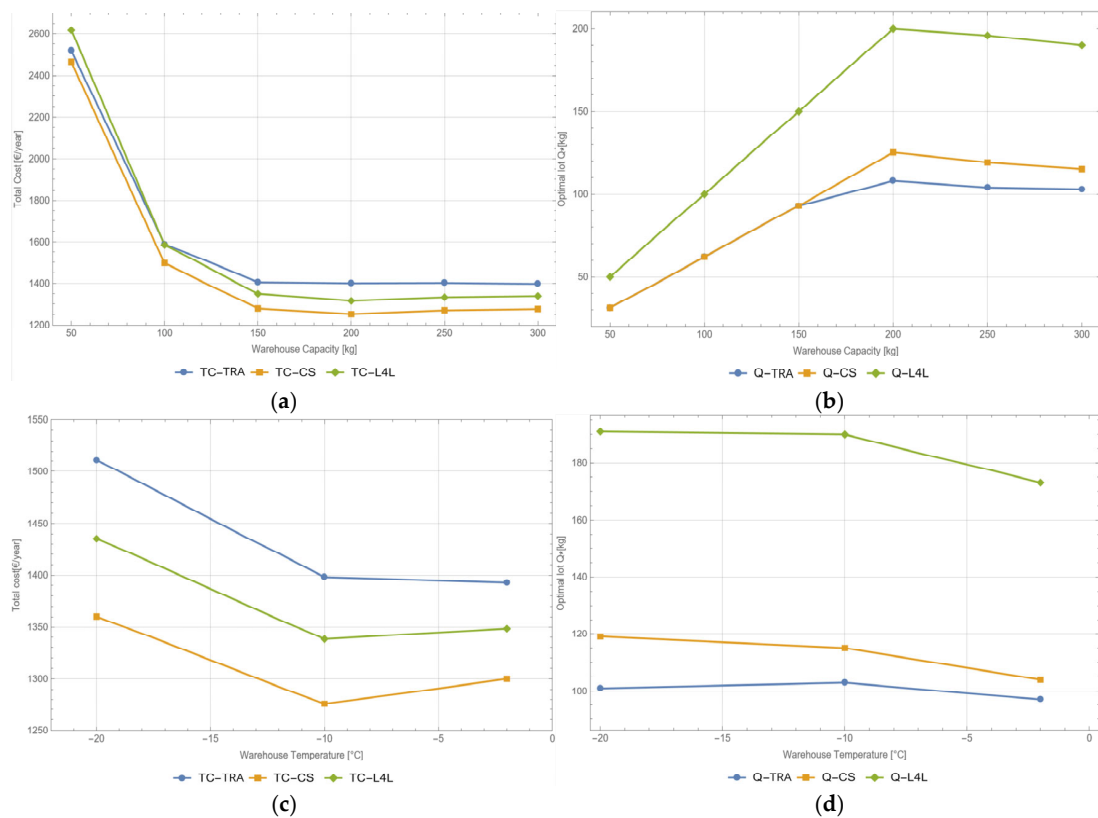 2600
2400
2200
2000
1800
1600
1400
1200
Total Cost[€/year]
50 100 150 200 250 300
Warehouse Capacity [kg]
TC-TRA TC-CS TC-L4L
(a)
200
150
100
50
Optimal lol Q*[kg]
50 100 150 200 250 300
Warehouse Capacity [kg]
Q-TRA Q-CS Q-L4L
(b)
1550
1500
1450
1400
1350
1300
1250
Total cost[€/year]
-20 -15 -10 -5 0
Warehouse Temperature [°C]
TC-TRA TC-CS TC-L4L
(c)
180
160
140
120
100
Optimal lol Q*[kg]
-20 -15 -10 -5 0
Warehouse Temperature [°C]
Q-TRA Q-CS Q-L4L
(d)